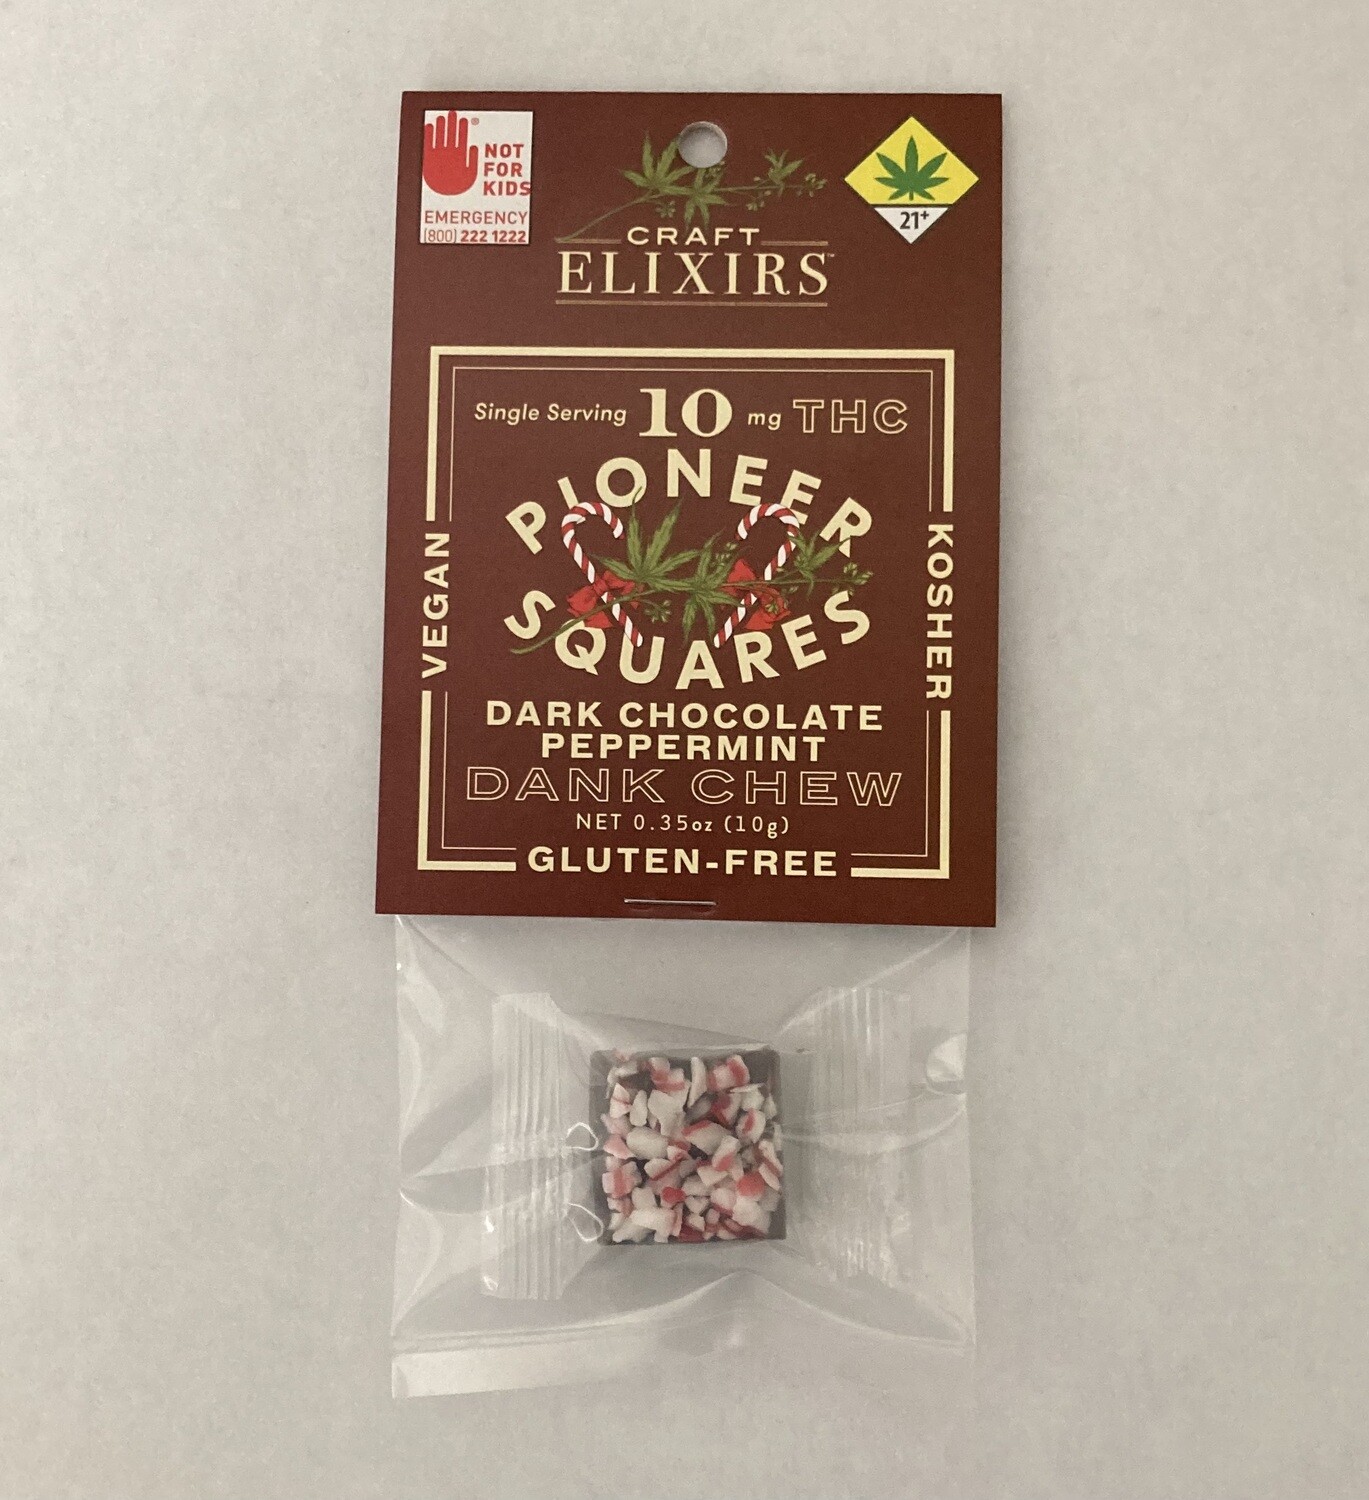 NOT
FOR
KIDS
EMERGENCY
(800) 222 1222
21+
CRAFT
ELIXIRS™
Single Serving 10 mg THC
PIONEER
SQUARES
VEGAN
KOSHER
DARK CHOCOLATE
PEPPERMINT
DANK CHEW
NET 0.35oz (10g)
GLUTEN-FREE